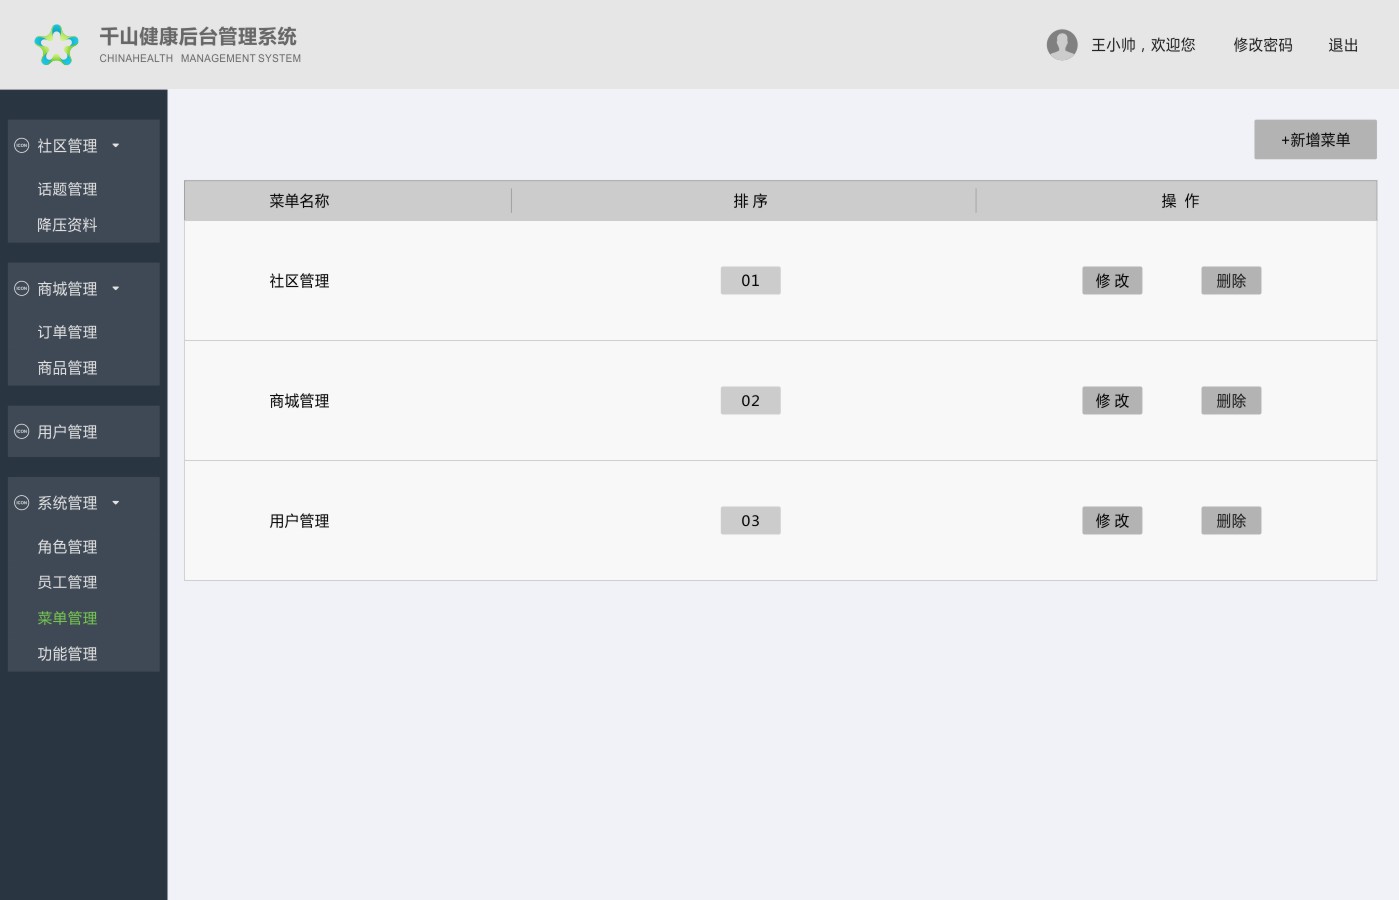 千山健康后台管理系统
CHINAHEALTH MANAGEMENT SYSTEM
王小帅，欢迎您 修改密码 退出
社区管理
话题管理
降压资料
商城管理
订单管理
商品管理
用户管理
系统管理
角色管理
员工管理
菜单管理
功能管理
+新增菜单
菜单名称 排 序 操 作
社区管理 01 修 改 删除
商城管理 02 修 改 删除
用户管理 03 修 改 删除